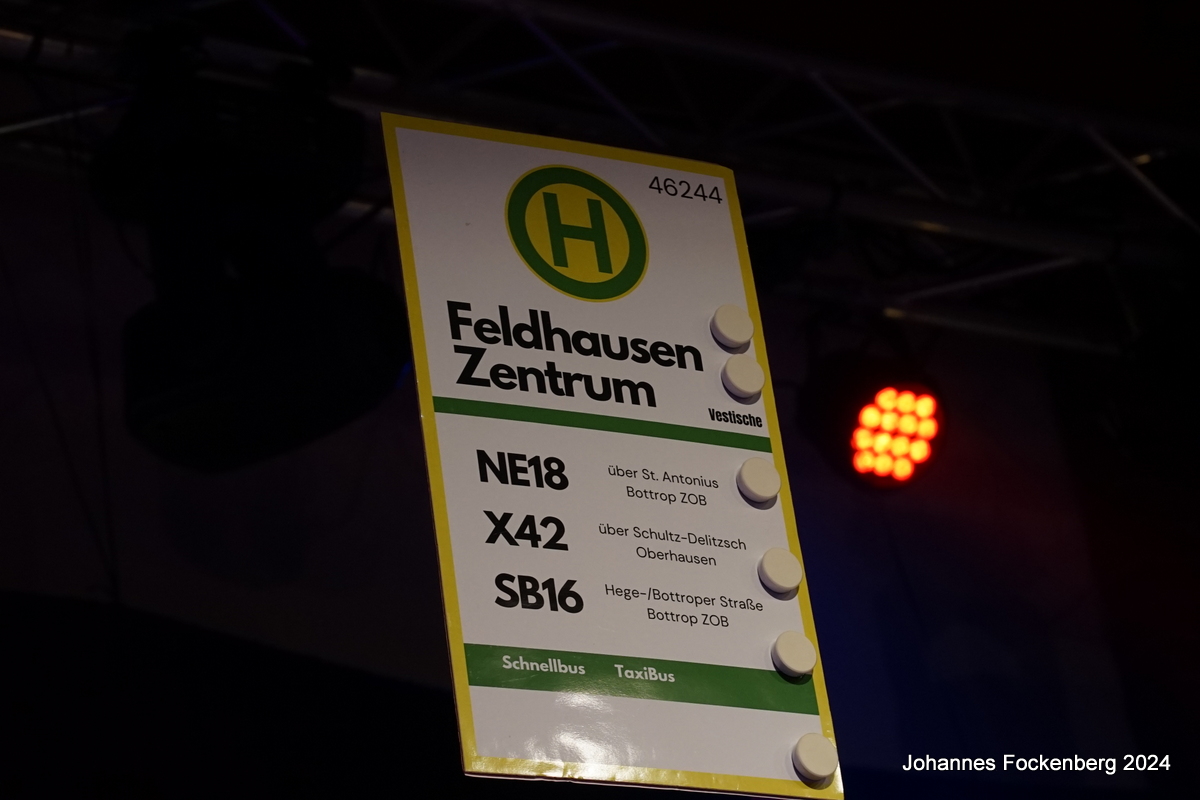 46244
H
Feldhausen
Zentrum
Vestische
NE18
über St. Antonius
Bottrop ZOB
X42
über Schultz-Delitzsch
Oberhausen
SB16
Hege-/Bottroper Straße
Bottrop ZOB
Schnellbus TaxiBus
Johannes Fockenberg 2024